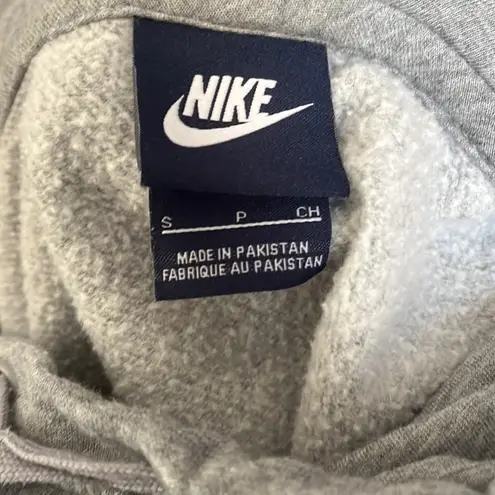 NIKE
S P CH
MADE IN PAKISTAN
FABRIQUE AU PAKISTAN